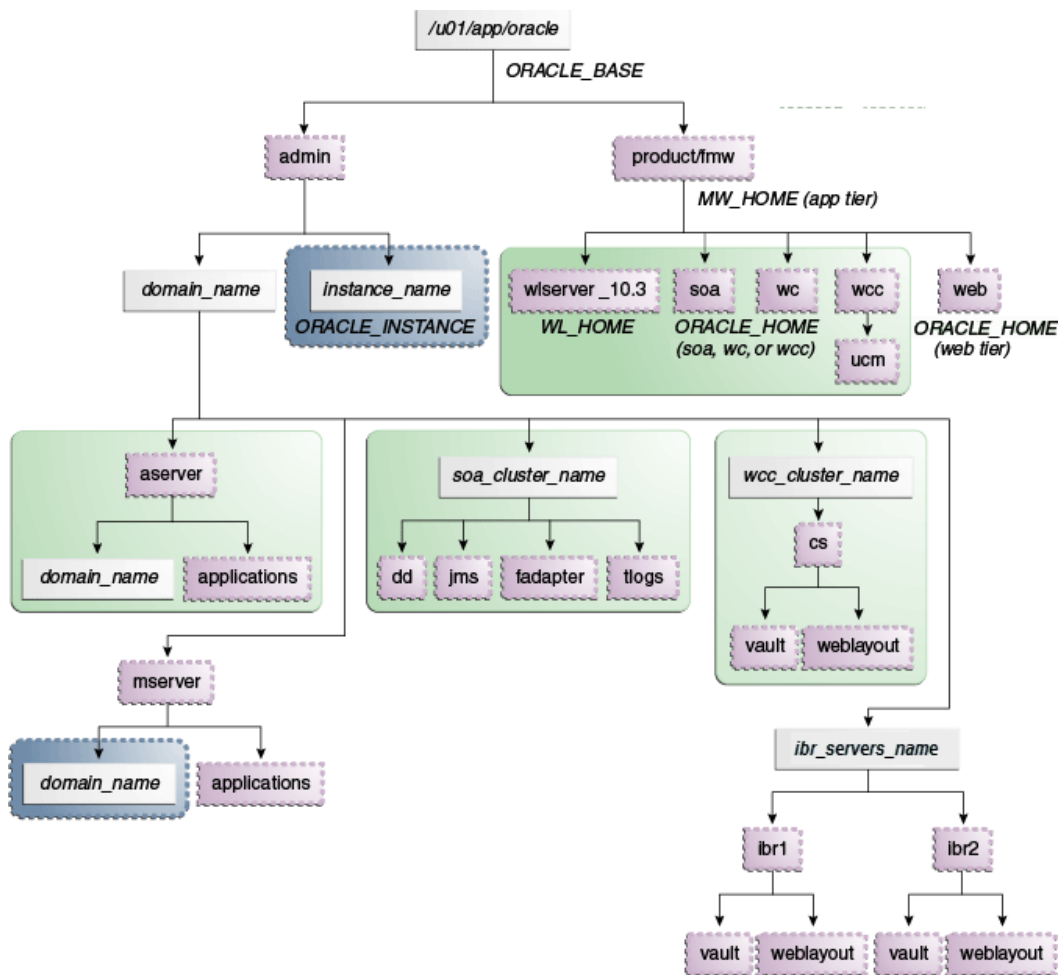 /u01/app/oracle
ORACLE_BASE
admin
product/fmw
MW_HOME (app tier)
domain_name
instance_name
ORACLE_INSTANCE
wlserver _10.3
WL_HOME
soa
wc
wcc
web
ORACLE_HOME
(soa, wc, or wcc)
ucm
ORACLE_HOME
(web tier)
aserver
domain_name
applications
soa_cluster_name
dd
jms
fadapter
tlogs
wcc_cluster_name
cs
vault
weblayout
mserver
domain_name
applications
ibr_servers_name
ibr1
ibr2
vault
weblayout
vault
weblayout